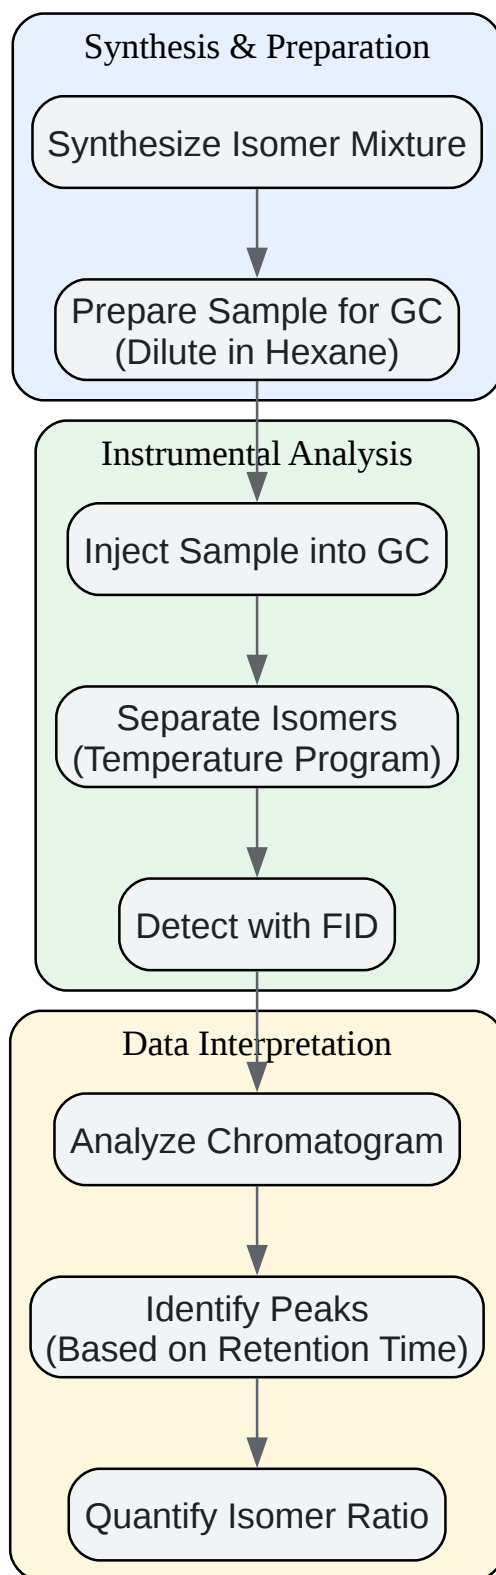 Synthesis & Preparation
Synthesize Isomer Mixture
Prepare Sample for GC
(Dilute in Hexane)
Instrumental Analysis
Inject Sample into GC
Separate Isomers
(Temperature Program)
Detect with FID
Data Interpretation
Analyze Chromatogram
Identify Peaks
(Based on Retention Time)
Quantify Isomer Ratio